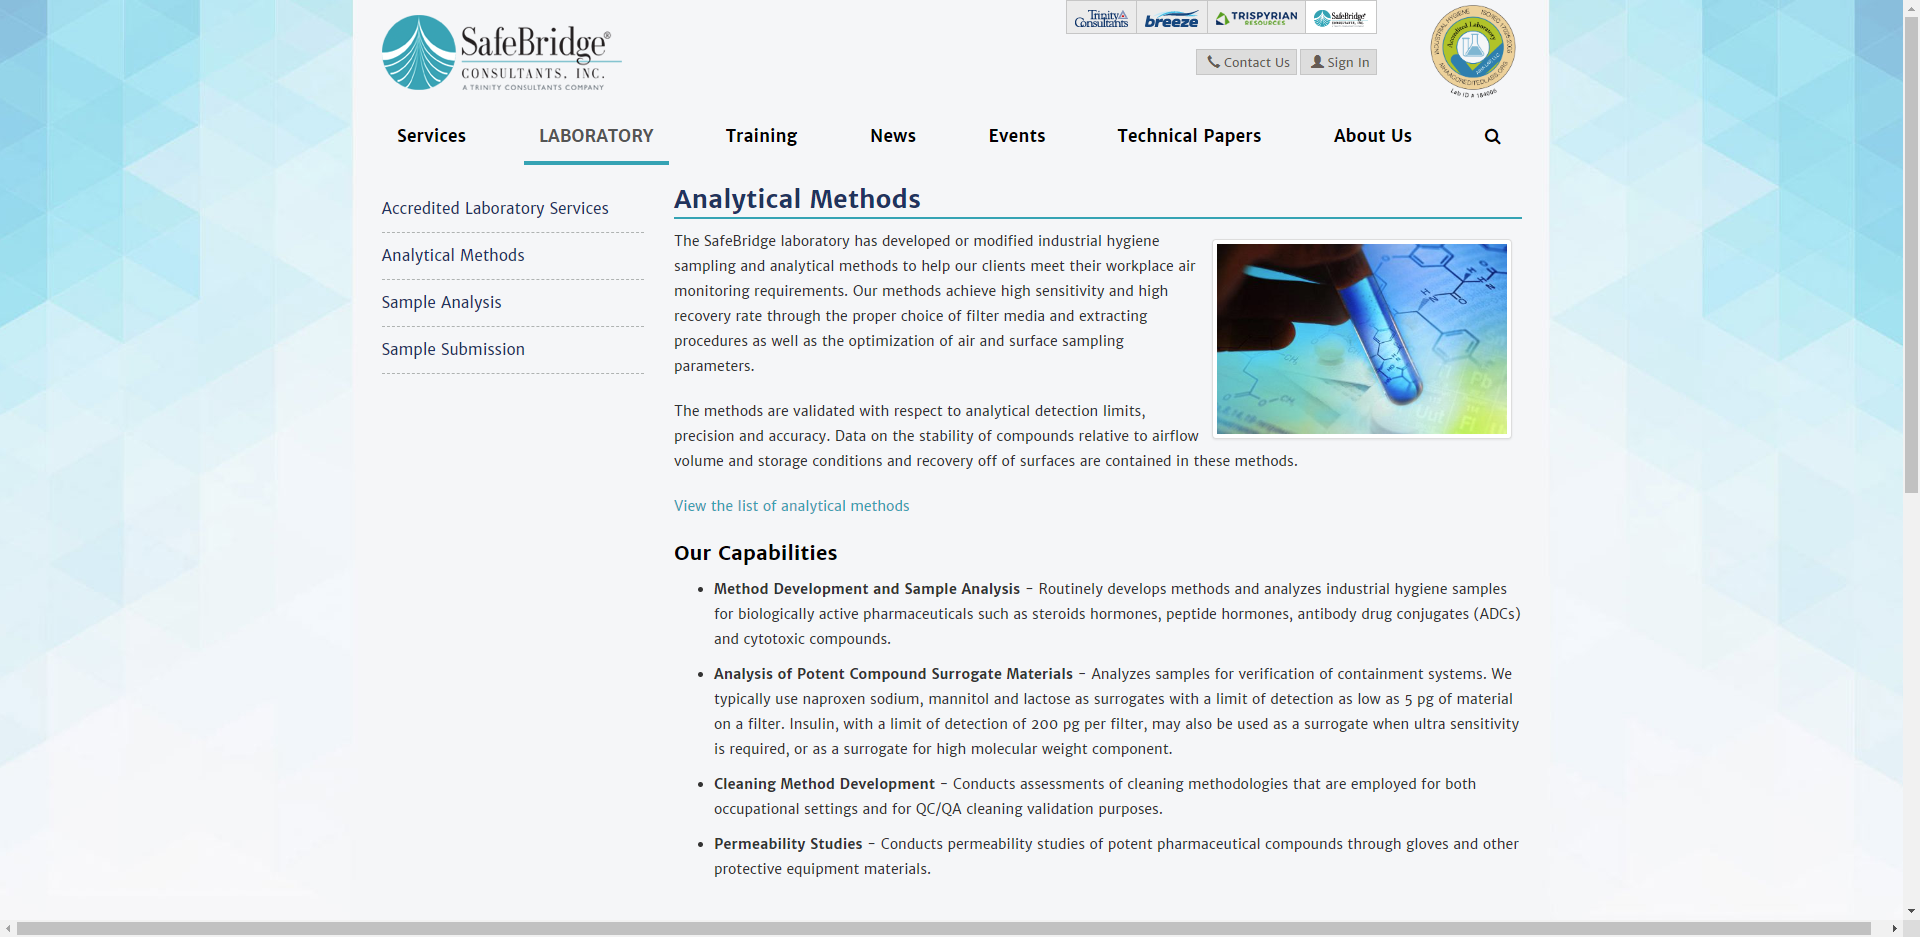 SafeBridge®
CONSULTANTS, INC.
A TRINITY CONSULTANTS COMPANY
Trinity Consultants
breeze
TRISPYRIAN RESOURCES
SafeBridge
Contact Us
Sign In
Accredited Laboratory
Lab ID # 184086
Services
LABORATORY
Training
News
Events
Technical Papers
About Us
Accredited Laboratory Services
Analytical Methods
Sample Analysis
Sample Submission
Analytical Methods
The SafeBridge laboratory has developed or modified industrial hygiene
sampling and analytical methods to help our clients meet their workplace air
monitoring requirements. Our methods achieve high sensitivity and high
recovery rate through the proper choice of filter media and extracting
procedures as well as the optimization of air and surface sampling
parameters.
The methods are validated with respect to analytical detection limits,
precision and accuracy. Data on the stability of compounds relative to airflow
volume and storage conditions and recovery off of surfaces are contained in these methods.
View the list of analytical methods
Our Capabilities
• Method Development and Sample Analysis - Routinely develops methods and analyzes industrial hygiene samples
for biologically active pharmaceuticals such as steroids hormones, peptide hormones, antibody drug conjugates (ADCs)
and cytotoxic compounds.
• Analysis of Potent Compound Surrogate Materials - Analyzes samples for verification of containment systems. We
typically use naproxen sodium, mannitol and lactose as surrogates with a limit of detection as low as 5 pg of material
on a filter. Insulin, with a limit of detection of 200 pg per filter, may also be used as a surrogate when ultra sensitivity
is required, or as a surrogate for high molecular weight component.
• Cleaning Method Development - Conducts assessments of cleaning methodologies that are employed for both
occupational settings and for QC/QA cleaning validation purposes.
• Permeability Studies - Conducts permeability studies of potent pharmaceutical compounds through gloves and other
protective equipment materials.